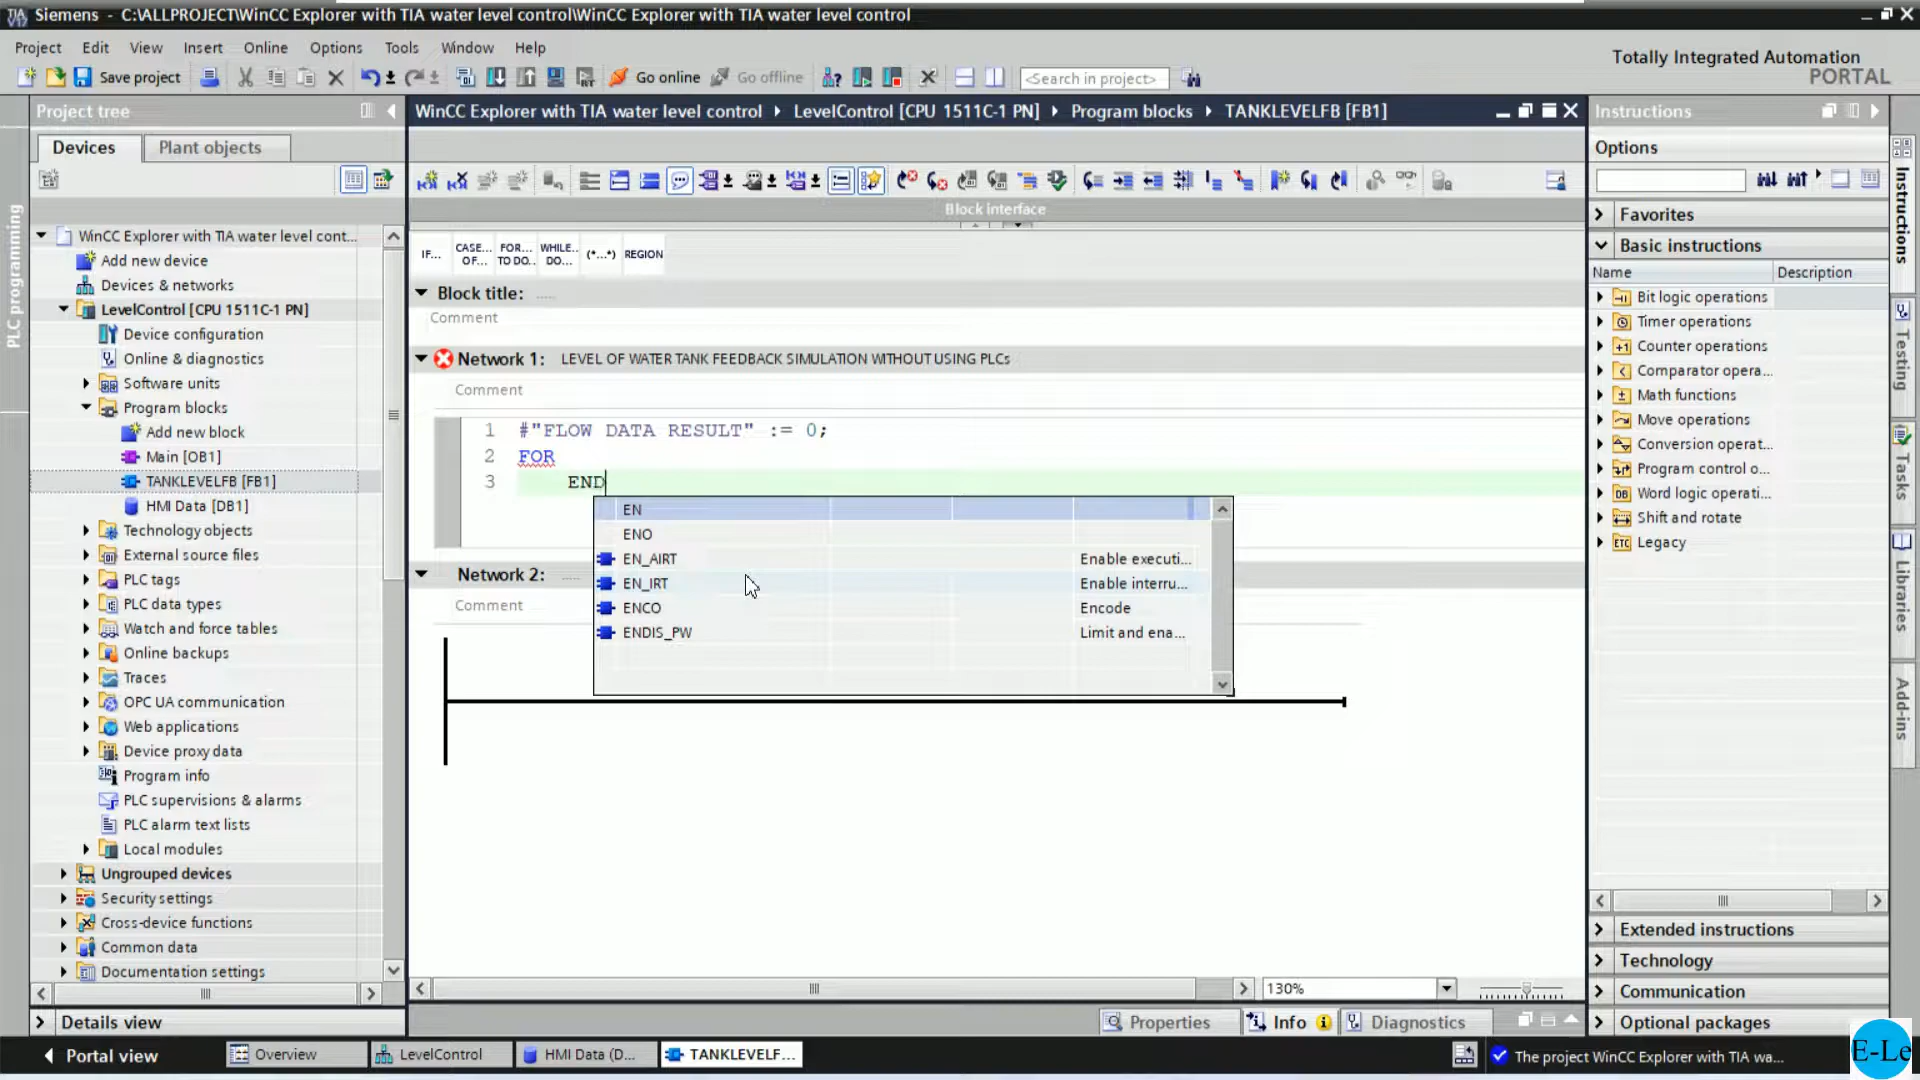 Siemens - C:\ALLPROJECT\WinCC Explorer with TIA water level control\WinCC Explorer with TIA water level control
Project Edit View Insert Online Options Tools Window Help
Totally Integrated Automation
PORTAL
Save project
Go online
Go offline
<Search in project>
Project tree
WinCC Explorer with TIA water level control
LevelControl [CPU 1511C-1 PN]
Program blocks
TANKLEVELFB [FB1]
Instructions
Devices
Plant objects
Options
Block interface
PLC programming
WinCC Explorer with TIA water level cont...
Add new device
Devices & networks
LevelControl [CPU 1511C-1 PN]
Device configuration
Online & diagnostics
Software units
Program blocks
Add new block
Main [OB1]
TANKLEVELFB [FB1]
HMI Data [DB1]
Technology objects
External source files
PLC tags
PLC data types
Watch and force tables
Online backups
Traces
OPC UA communication
Web applications
Device proxy data
Program info
PLC supervisions & alarms
PLC alarm text lists
Local modules
Ungrouped devices
Security settings
Cross-device functions
Common data
Documentation settings
Details view
IF...
CASE... OF...
FOR... TO DO..
WHILE.. DO...
(*...*)
REGION
Block title: .....
Comment
Network 1: LEVEL OF WATER TANK FEEDBACK SIMULATION WITHOUT USING PLCs
Comment
1 #"FLOW DATA RESULT" := 0;
2 FOR
3 END
EN
ENO
EN_AIRT Enable executi...
EN_IRT Enable interru...
ENCO Encode
ENDIS_PW Limit and ena...
Network 2: .....
Comment
130%
Properties
Info
Diagnostics
Favorites
Basic instructions
Name Description
Bit logic operations
Timer operations
Counter operations
Comparator opera...
Math functions
Move operations
Conversion operat...
Program control o...
Word logic operati...
Shift and rotate
Legacy
Extended instructions
Technology
Communication
Optional packages
Instructions
Testing
Tasks
Libraries
Add-ins
Portal view
Overview
LevelControl
HMI Data (D...
TANKLEVELF...
The project WinCC Explorer with TIA wa...
E-Le